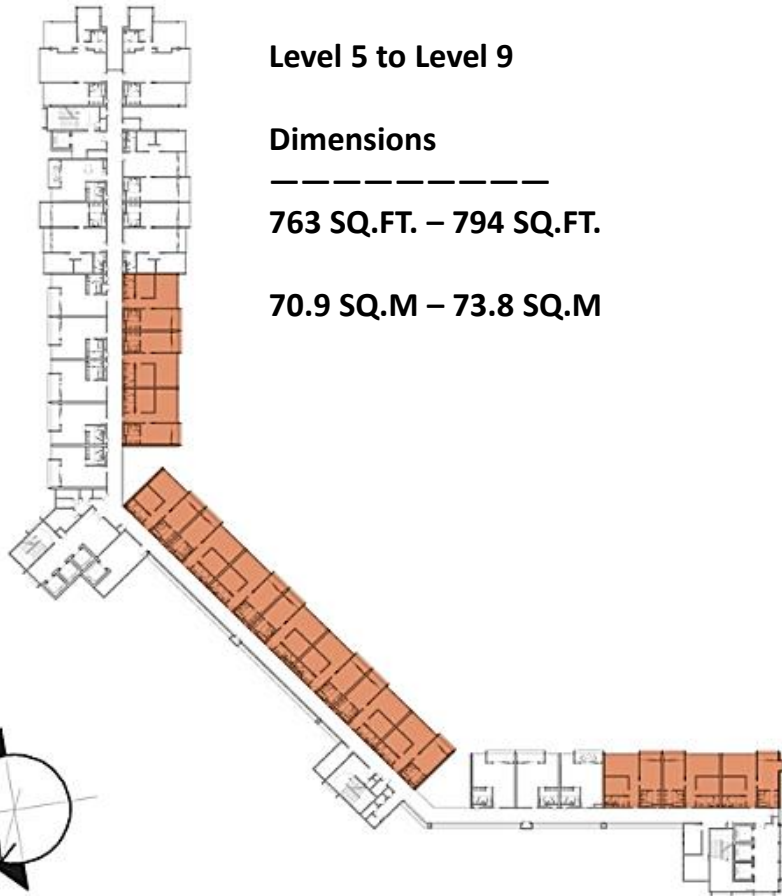 Level 5 to Level 9
Dimensions
—————————
763 SQ.FT. – 794 SQ.FT.
70.9 SQ.M – 73.8 SQ.M